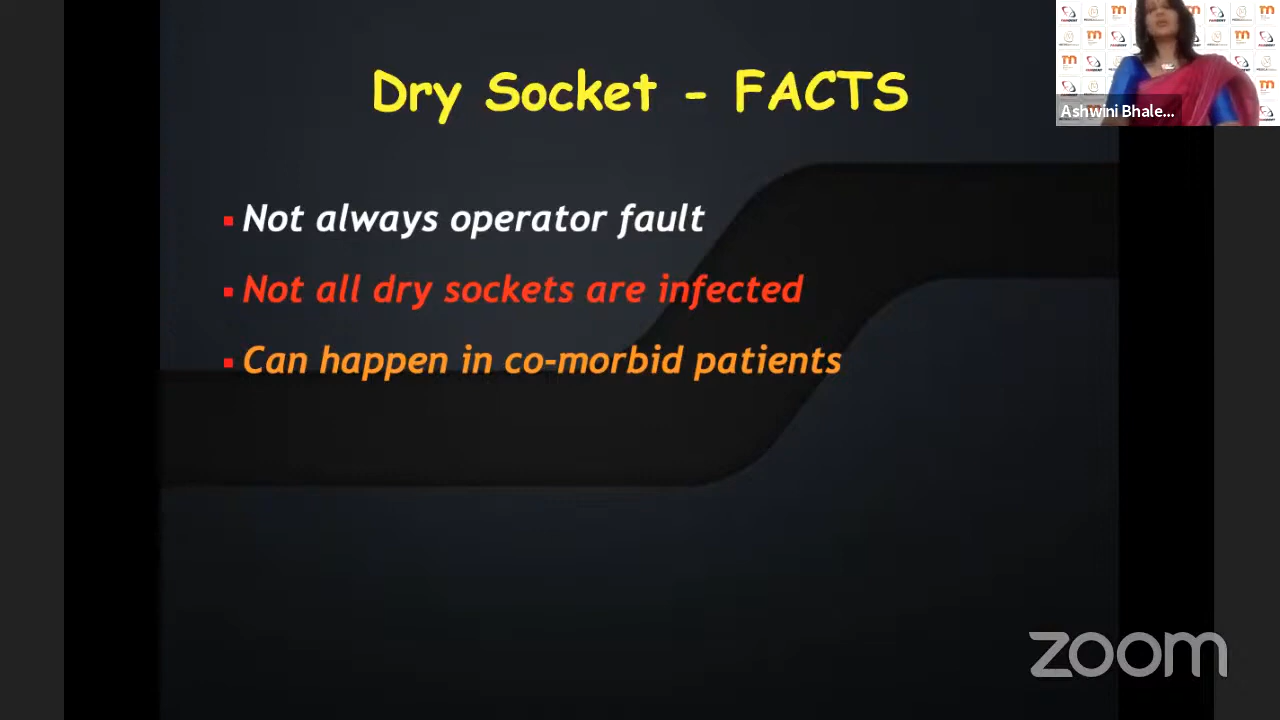 Dry Socket - FACTS
Ashwini Bhale...
Not always operator fault
Not all dry sockets are infected
Can happen in co-morbid patients
zoom